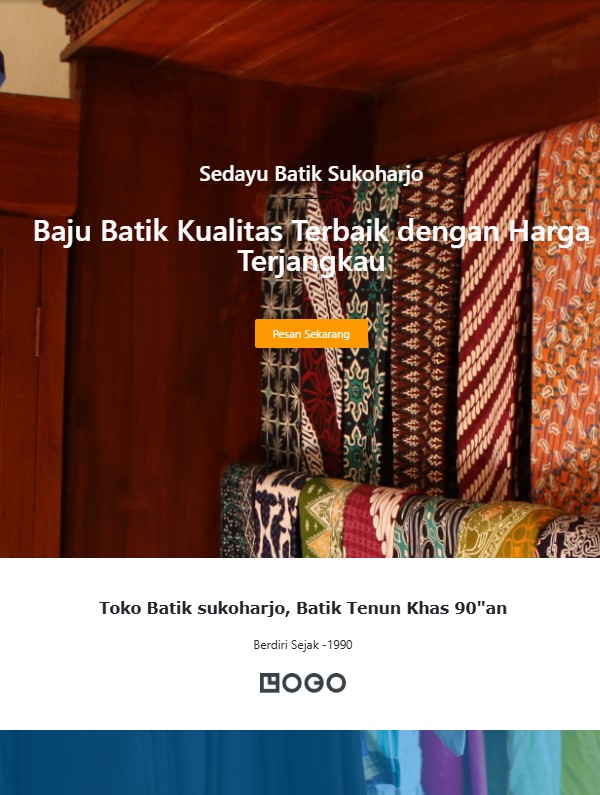 Sedayu Batik Sukoharjo
Baju Batik Kualitas Terbaik dengan Harga
Terjangkau
Pesan Sekarang
Toko Batik sukoharjo, Batik Tenun Khas 90"an
Berdiri Sejak -1990
LOGO